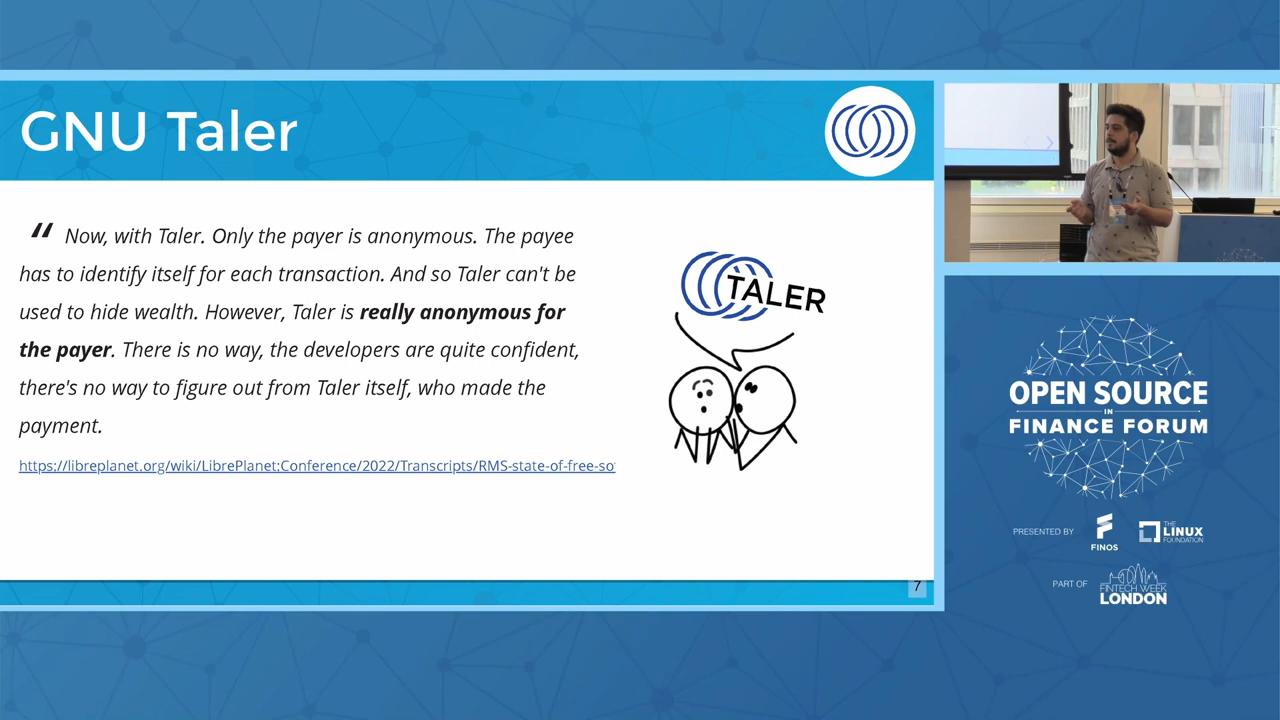 GNU Taler
“ Now, with Taler. Only the payer is anonymous. The payee
has to identify itself for each transaction. And so Taler can't be
used to hide wealth. However, Taler is really anonymous for
the payer. There is no way, the developers are quite confident,
there's no way to figure out from Taler itself, who made the
payment.
https://libreplanet.org/wiki/LibrePlanet:Conference/2022/Transcripts/RMS-state-of-free-so
TALER
7
OPEN SOURCE
IN
FINANCE FORUM
PRESENTED BY
FINOS
THE
LINUX
FOUNDATION
PART OF
FINTECH WEEK
LONDON